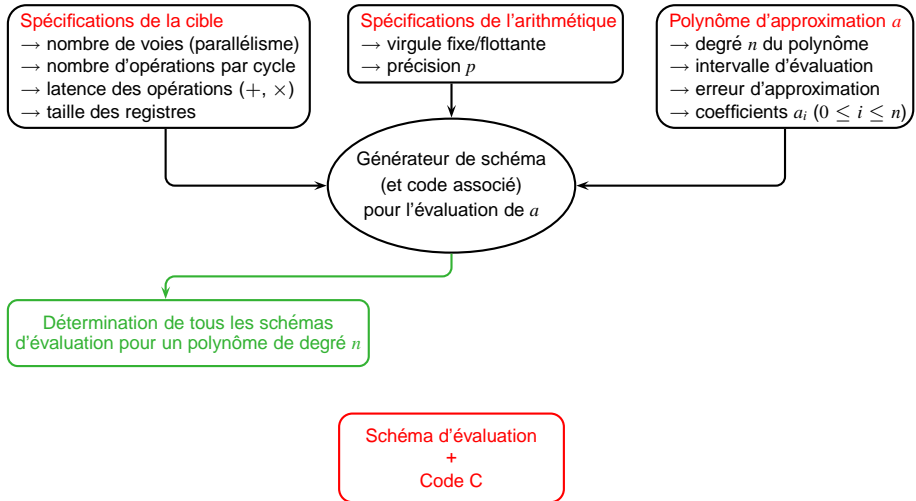 Spécifications de la cible
→ nombre de voies (parallélisme)
→ nombre d'opérations par cycle
→ latence des opérations (+, ×)
→ taille des registres
Spécifications de l'arithmétique
→ virgule fixe/flottante
→ précision p
Polynôme d'approximation a
→ degré n du polynôme
→ intervalle d'évaluation
→ erreur d'approximation
→ coefficients aᵢ (0 ≤ i ≤ n)
Générateur de schéma
(et code associé)
pour l'évaluation de a
Détermination de tous les schémas
d'évaluation pour un polynôme de degré n
Schéma d'évaluation
+
Code C